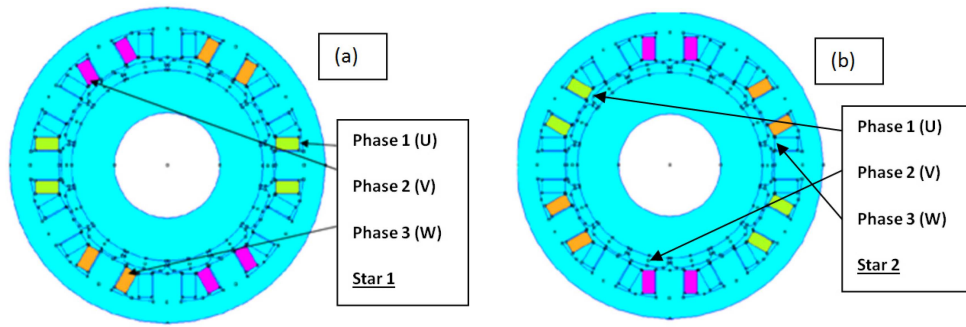 (a)
Phase 1 (U)
Phase 2 (V)
Phase 3 (W)
Star 1
(b)
Phase 1 (U)
Phase 2 (V)
Phase 3 (W)
Star 2